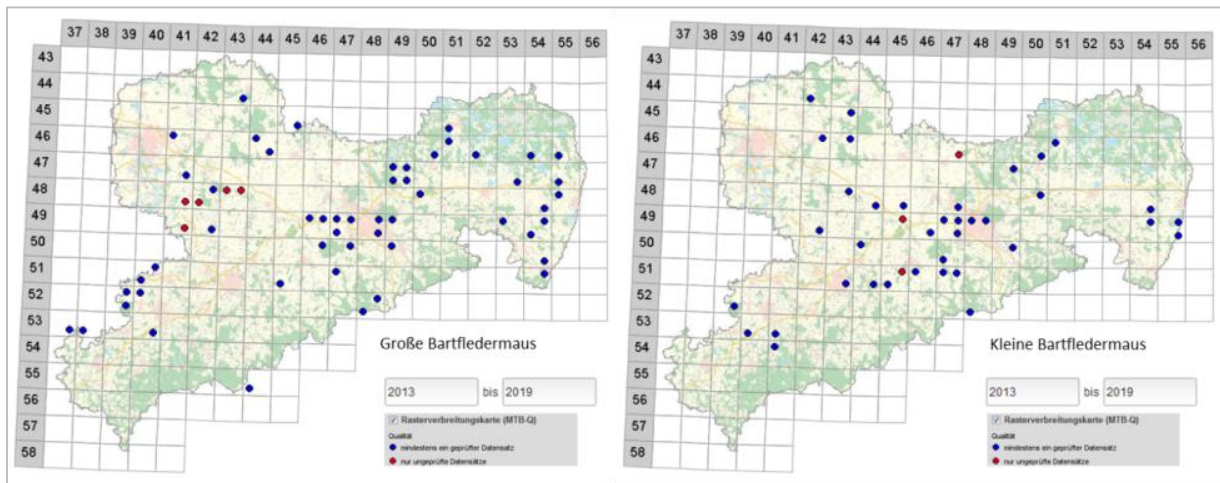 37 38 39 40 41 42 43 44 45 46 47 48 49 50 51 52 53 54 55 56
43
44
45
46
47
48
49
50
51
52
53
54
55
56
57
58
Große Bartfledermaus
2013 bis 2019
Rasterverbreitungskarte (MTB-Q)
Qualität
mindestens ein geprüfter Datensatz
nur ungeprüfte Datensätze
37 38 39 40 41 42 43 44 45 46 47 48 49 50 51 52 53 54 55 56
43
44
45
46
47
48
49
50
51
52
53
54
55
56
57
58
Kleine Bartfledermaus
2013 bis 2019
Rasterverbreitungskarte (MTB-Q)
Qualität
mindestens ein geprüfter Datensatz
nur ungeprüfte Datensätze